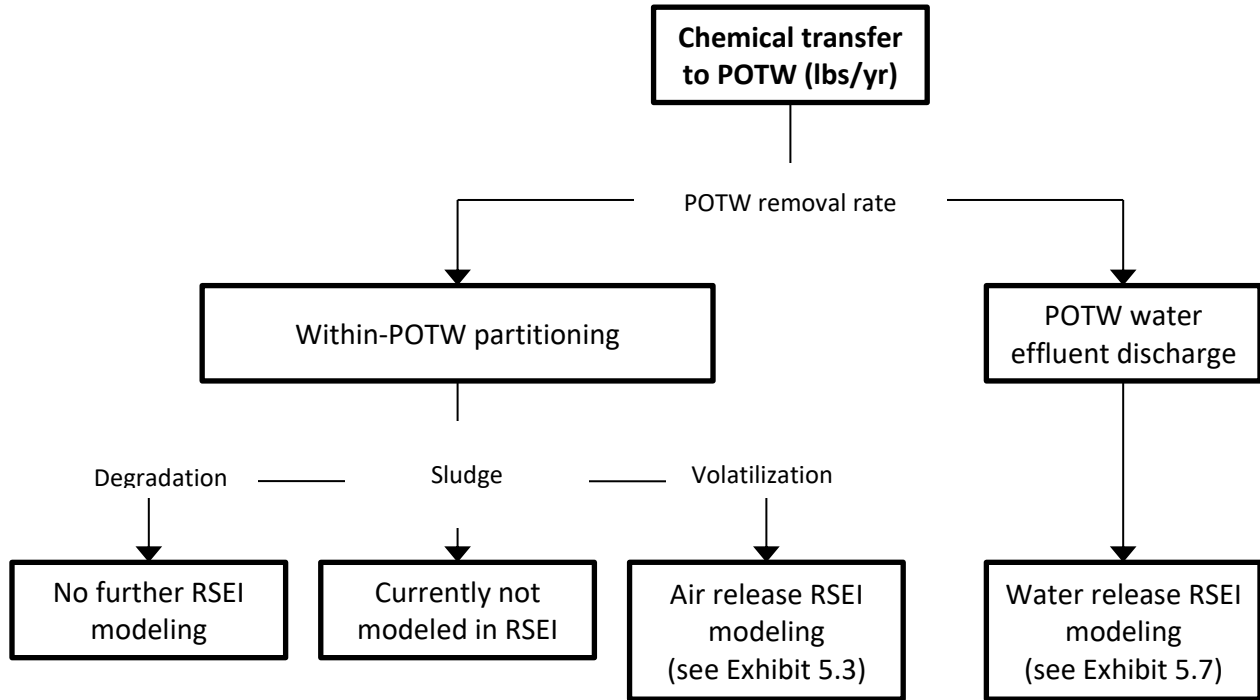 Chemical transfer
to POTW (lbs/yr)
POTW removal rate
Within-POTW partitioning
POTW water
effluent discharge
Degradation
Sludge
Volatilization
No further RSEI
modeling
Currently not
modeled in RSEI
Air release RSEI
modeling
(see Exhibit 5.3)
Water release RSEI
modeling
(see Exhibit 5.7)